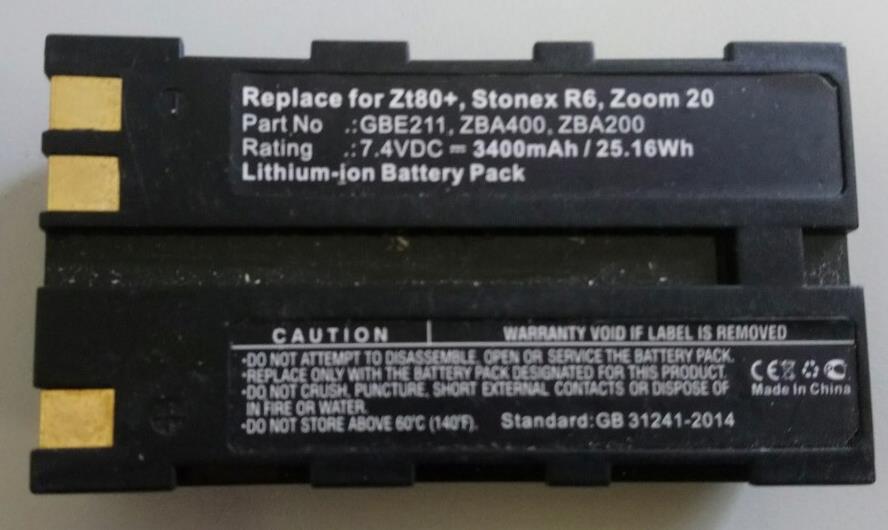 Replace for Zt80+, Stonex R6, Zoom 20
Part No .:GBE211, ZBA400, ZBA200
Rating .:7.4VDC ⎓ 3400mAh / 25.16Wh
Lithium-ion Battery Pack
CAUTION | WARRANTY VOID IF LABEL IS REMOVED
•DO NOT ATTEMPT TO DISASSEMBLE, OPEN OR SERVICE THE BATTERY PACK.
•REPLACE ONLY WITH THE BATTERY PACK DESIGNATED FOR THIS PRODUCT.
•DO NOT CRUSH, PUNCTURE, SHORT EXTERNAL CONTACTS OR DISPOSE OF
IN FIRE OR WATER.
•DO NOT STORE ABOVE 60°C (140°F). Standard:GB 31241-2014
CE
Made In China